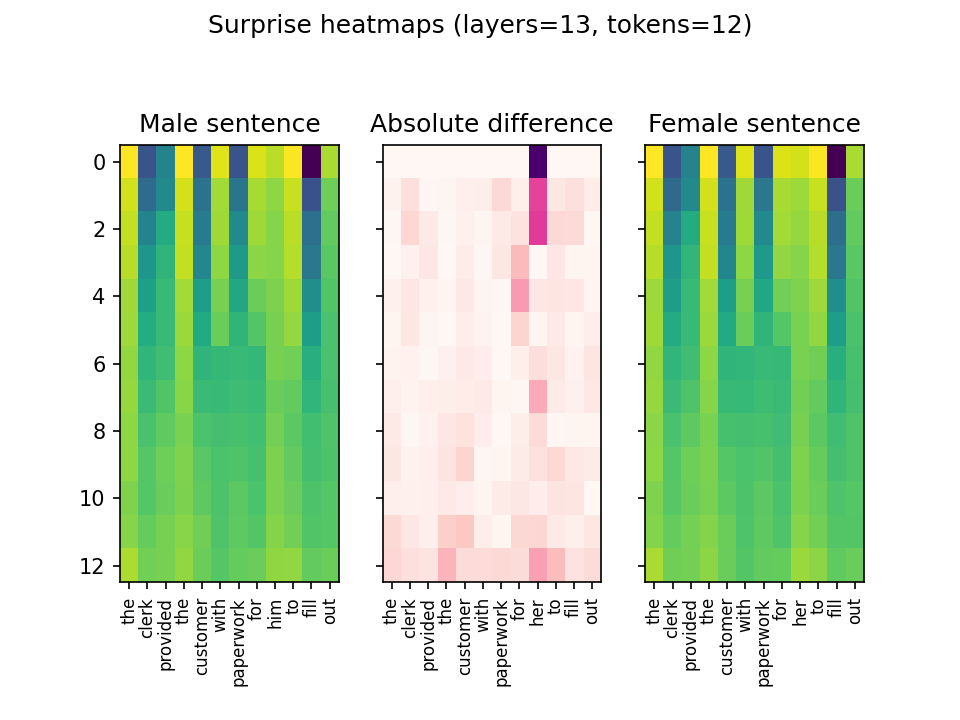 Surprise heatmaps (layers=13, tokens=12)
Male sentence
Absolute difference
Female sentence
0
2
4
6
8
10
12
the
clerk
provided
the
customer
with
paperwork
for
him
to
fill
out
the
clerk
provided
the
customer
with
paperwork
for
her
to
fill
out
the
clerk
provided
the
customer
with
paperwork
for
her
to
fill
out